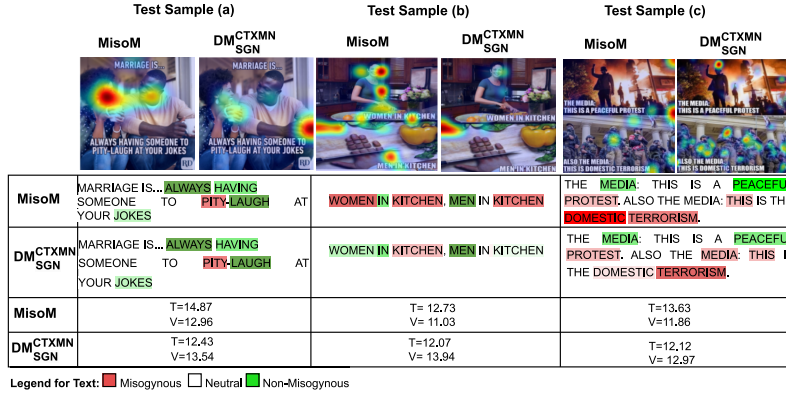 Test Sample (a) Test Sample (b) Test Sample (c)
MisoM DM CTXMN SGN MisoM DM CTXMN SGN MisoM DM CTXMN SGN
MARRIAGE IS...
ALWAYS HAVING SOMEONE TO
PITY-LAUGH AT YOUR JOKES
MARRIAGE IS...
ALWAYS HAVING SOMEONE TO
PITY-LAUGH AT YOUR JOKES
WOMEN IN KITCHEN
MEN IN KITCHEN
WOMEN IN KITCHEN
MEN IN KITCHEN
THE MEDIA:
THIS IS A PEACEFUL PROTEST
ALSO THE MEDIA:
THIS IS DOMESTIC TERRORISM
THE MEDIA:
THIS IS A PEACEFUL PROTEST
ALSO THE MEDIA:
THIS IS DOMESTIC TERRORISM
MisoM
MARRIAGE IS... ALWAYS HAVING
SOMEONE TO PITY-LAUGH AT
YOUR JOKES
WOMEN IN KITCHEN, MEN IN KITCHEN
THE MEDIA: THIS IS A PEACEFU
PROTEST. ALSO THE MEDIA: THIS IS TH
DOMESTIC TERRORISM.
DM CTXMN SGN
MARRIAGE IS... ALWAYS HAVING
SOMEONE TO PITY-LAUGH AT
YOUR JOKES
WOMEN IN KITCHEN, MEN IN KITCHEN
THE MEDIA: THIS IS A PEACEFU
PROTEST. ALSO THE MEDIA: THIS I
THE DOMESTIC TERRORISM.
MisoM
T=14.87
V=12.96
T= 12.73
V= 11.03
T=13.63
V=11.86
DM CTXMN SGN
T=12.43
V=13.54
T=12.07
V= 13.94
T=12.12
V= 12.97
Legend for Text: Misogynous Neutral Non-Misogynous